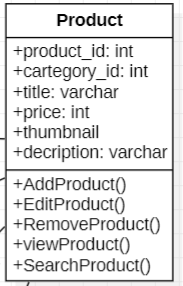 Product
+product_id: int
+cartegory_id: int
+title: varchar
+price: int
+thumbnail
+decription: varchar
+AddProduct()
+EditProduct()
+RemoveProduct()
+viewProduct()
+SearchProduct()